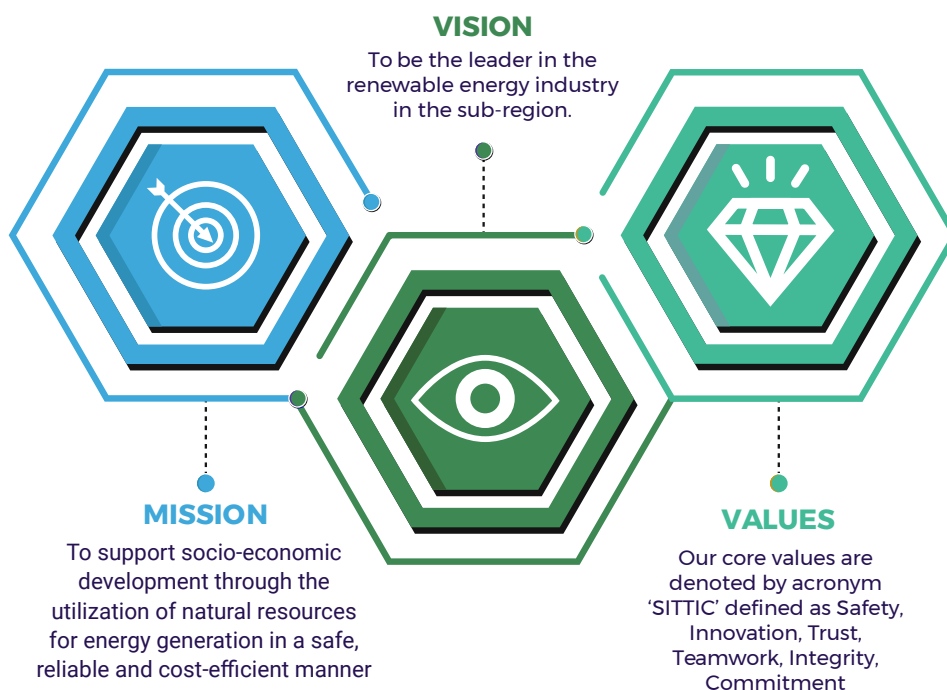 VISION
To be the leader in the
renewable energy industry
in the sub-region.
MISSION
To support socio-economic
development through the
utilization of natural resources
for energy generation in a safe,
reliable and cost-efficient manner
VALUES
Our core values are
denoted by acronym
‘SITTIC’ defined as Safety,
Innovation, Trust,
Teamwork, Integrity,
Commitment